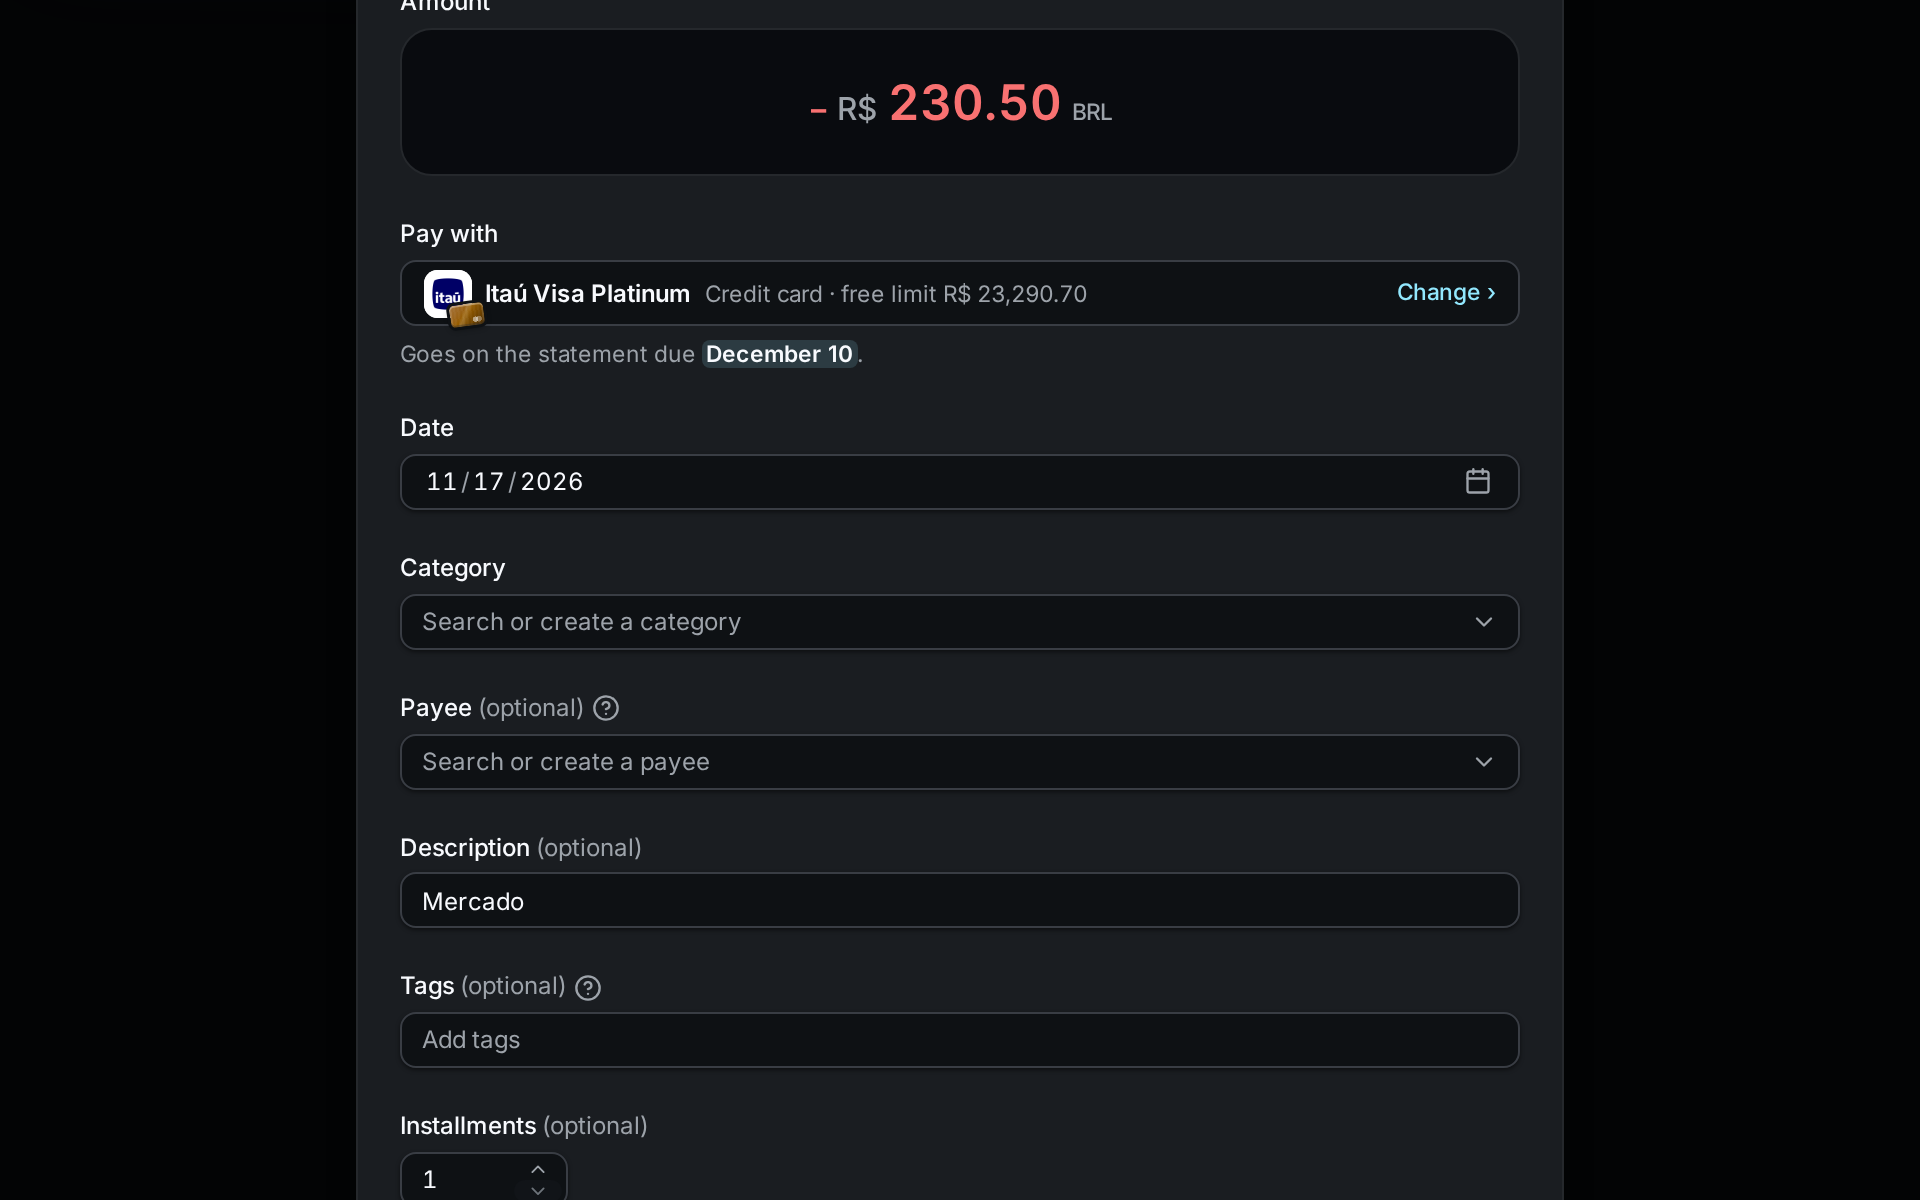 Amount
– R$ 230.50 BRL
Pay with
itaú Itaú Visa Platinum Credit card · free limit R$ 23,290.70 Change ›
Goes on the statement due December 10.
Date
11/17/2026
Category
Search or create a category
Payee (optional) ?
Search or create a payee
Description (optional)
Mercado
Tags (optional) ?
Add tags
Installments (optional)
1